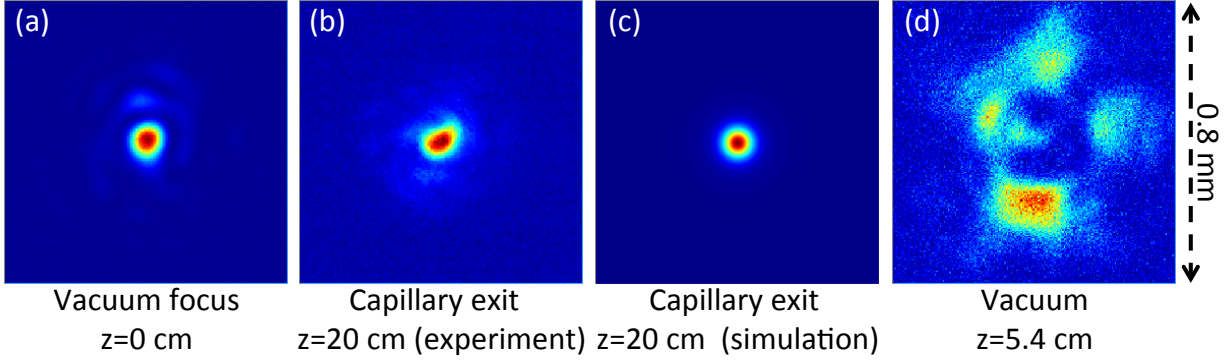 (a)
(b)
(c)
(d)
0.8 mm
Vacuum focus
z=0 cm
Capillary exit
z=20 cm (experiment)
Capillary exit
z=20 cm (simulation)
Vacuum
z=5.4 cm